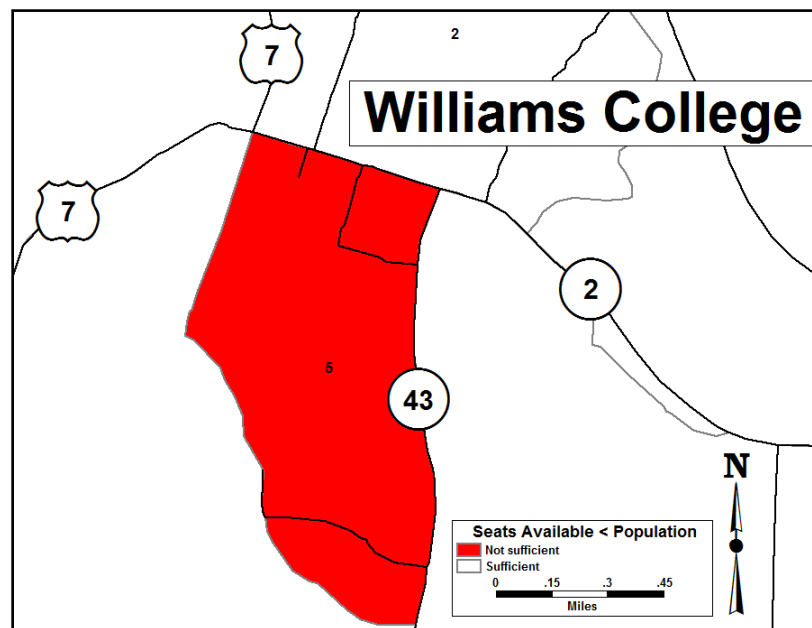 2
7
Williams College
7
2
5
43
N
Seats Available < Population
Not sufficient
Sufficient
0 .15 .3 .45
Miles